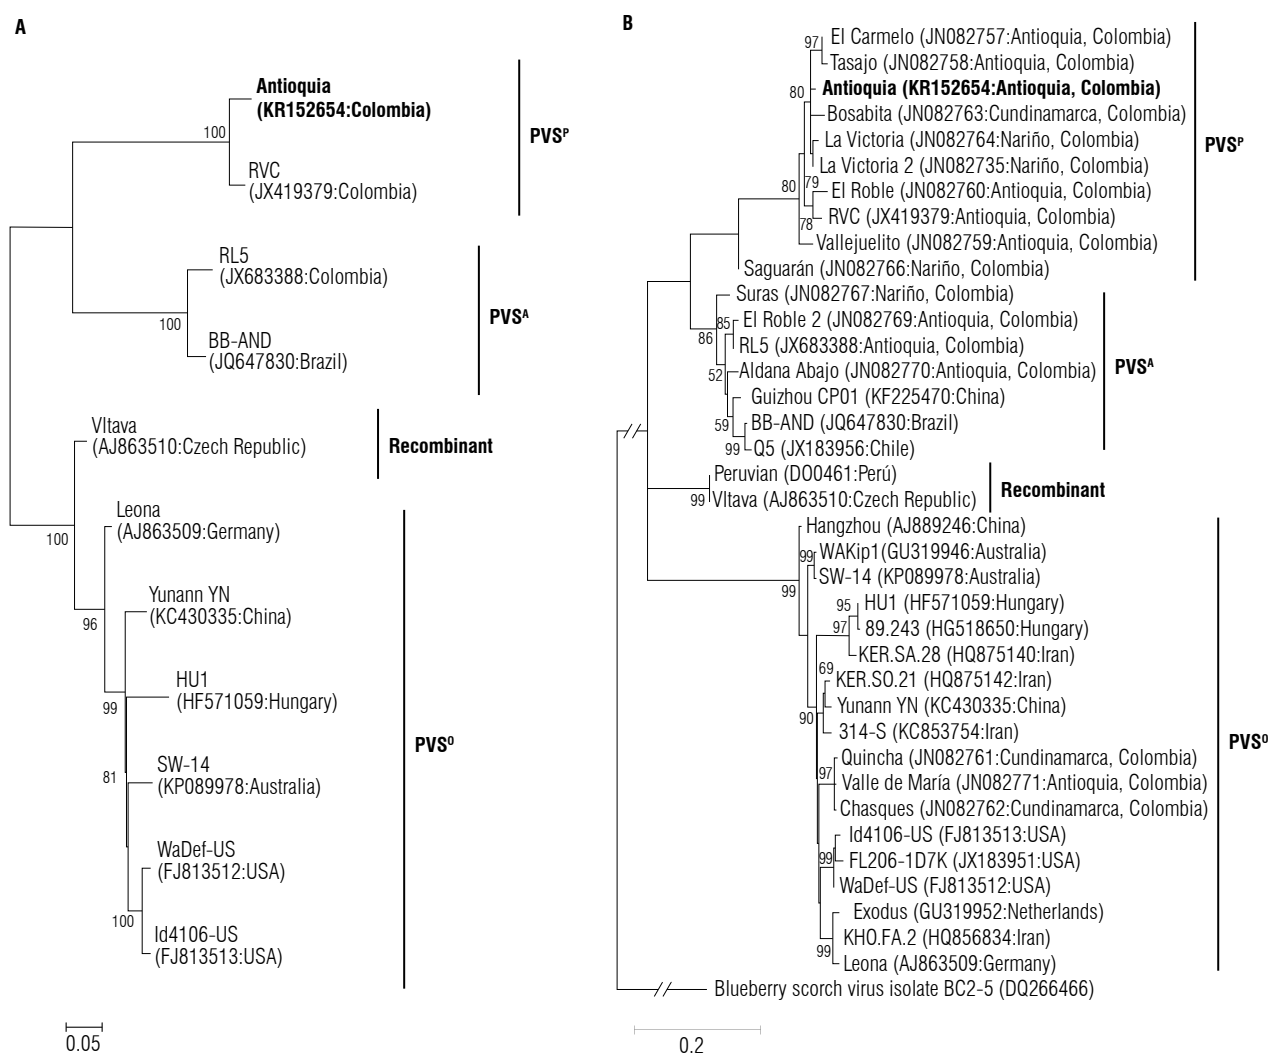 A
Antioquia
(KR152654:Colombia)
100
PVSᴾ
RVC
(JX419379:Colombia)
RL5
(JX683388:Colombia)
PVSᴬ
100
BB-AND
(JQ647830:Brazil)
Vltava
(AJ863510:Czech Republic)
Recombinant
Leona
(AJ863509:Germany)
100
Yunann YN
(KC430335:China)
96
HU1
(HF571059:Hungary)
99
PVSᴼ
SW-14
(KP089978:Australia)
81
WaDef-US
(FJ813512:USA)
100
Id4106-US
(FJ813513:USA)
0.05
B
97
El Carmelo (JN082757:Antioquia, Colombia)
Tasajo (JN082758:Antioquia, Colombia)
80
Antioquia (KR152654:Antioquia, Colombia)
Bosabita (JN082763:Cundinamarca, Colombia)
La Victoria (JN082764:Nariño, Colombia)
PVSᴾ
La Victoria 2 (JN082735:Nariño, Colombia)
80
79
El Roble (JN082760:Antioquia, Colombia)
RVC (JX419379:Antioquia, Colombia)
78
Vallejuelito (JN082759:Antioquia, Colombia)
Saguarán (JN082766:Nariño, Colombia)
Suras (JN082767:Nariño, Colombia)
85
El Roble 2 (JN082769:Antioquia, Colombia)
86
RL5 (JX683388:Antioquia, Colombia)
PVSᴬ
52
Aldana Abajo (JN082770:Antioquia, Colombia)
Guizhou CP01 (KF225470:China)
59
BB-AND (JQ647830:Brazil)
99
Q5 (JX183956:Chile)
Peruvian (DO0461:Perú)
Recombinant
99
Vltava (AJ863510:Czech Republic)
Hangzhou (AJ889246:China)
99
WAKip1(GU319946:Australia)
SW-14 (KP089978:Australia)
99
95
HU1 (HF571059:Hungary)
97
89.243 (HG518650:Hungary)
KER.SA.28 (HQ875140:Iran)
69
KER.SO.21 (HQ875142:Iran)
Yunann YN (KC430335:China)
90
314-S (KC853754:Iran)
PVSᴼ
Quincha (JN082761:Cundinamarca, Colombia)
97
Valle de María (JN082771:Antioquia, Colombia)
Chasques (JN082762:Cundinamarca, Colombia)
Id4106-US (FJ813513:USA)
99
FL206-1D7K (JX183951:USA)
WaDef-US (FJ813512:USA)
Exodus (GU319952:Netherlands)
KHO.FA.2 (HQ856834:Iran)
99
Leona (AJ863509:Germany)
Blueberry scorch virus isolate BC2-5 (DQ266466)
0.2